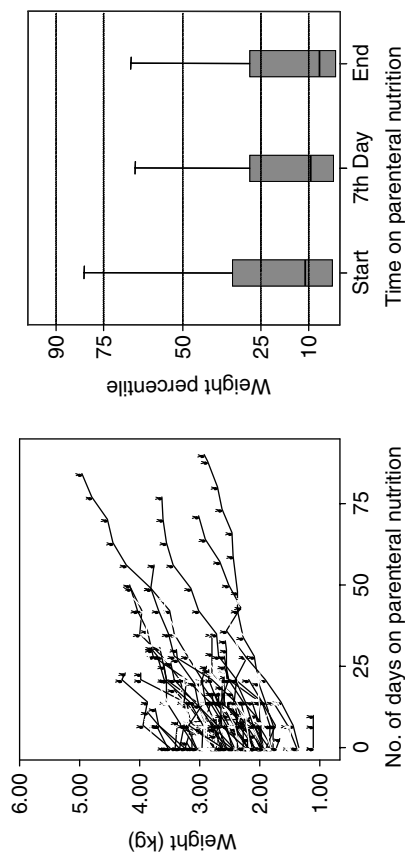 6.00
5.00
4.00
3.00
2.00
1.00
Weight (kg)
0
25
50
75
No. of days on parenteral nutrition
90
75
50
25
10
Weight percentile
Start
7th Day
End
Time on parenteral nutrition